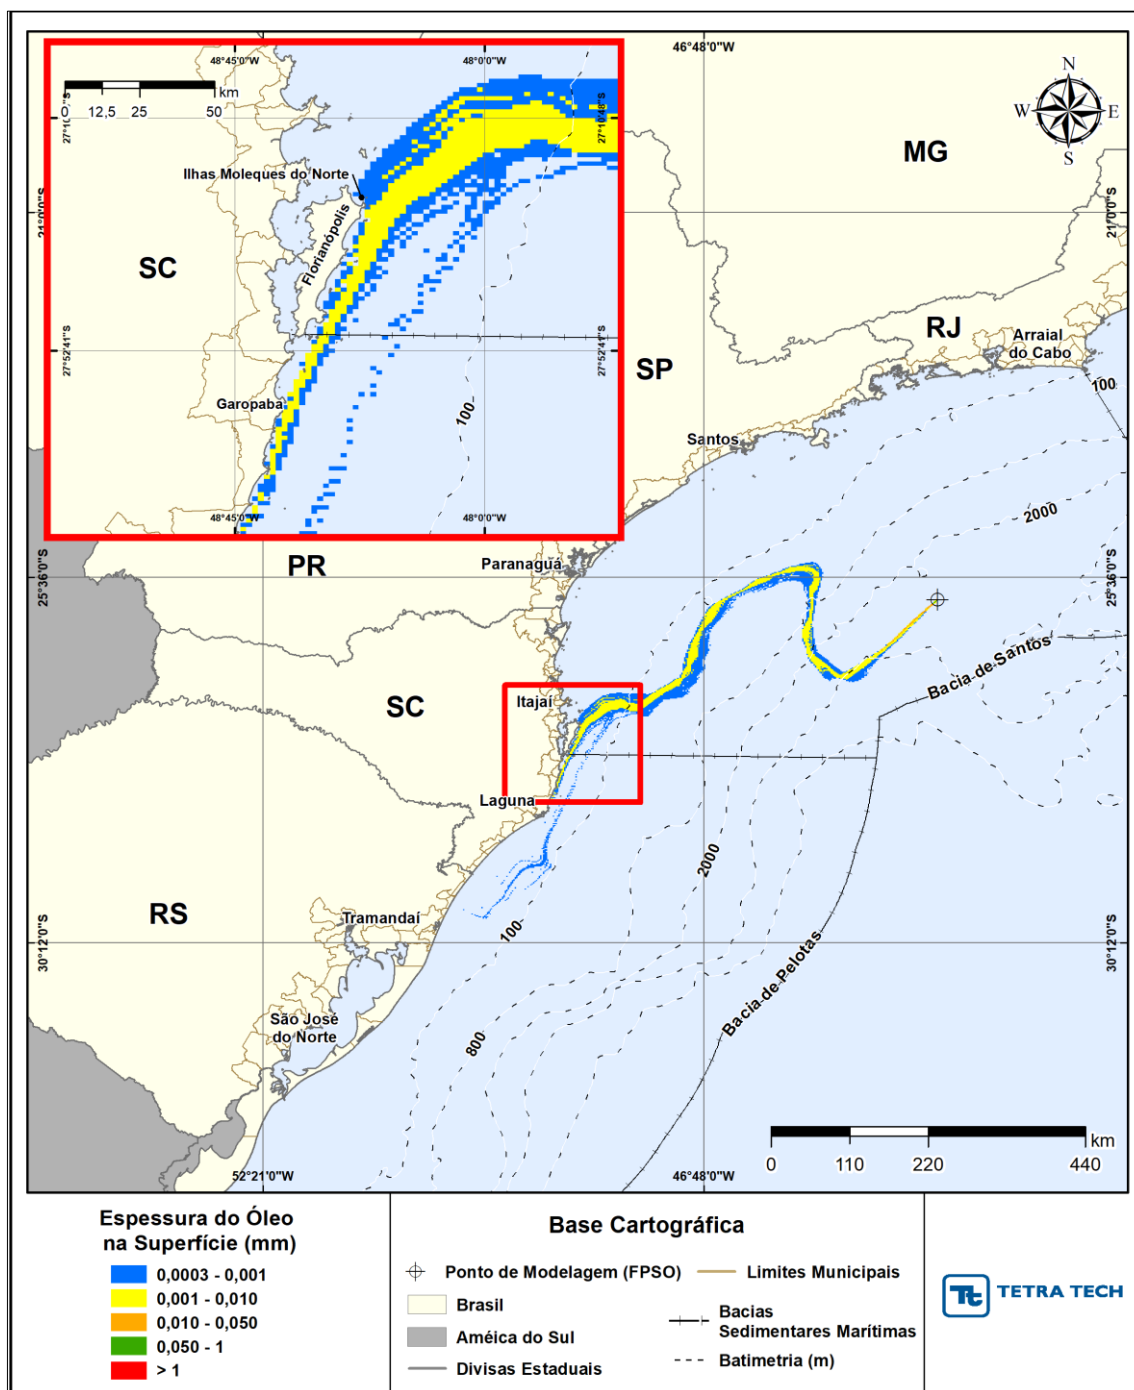 46°48'0"W
48°45'0"W
48°0'0"W
km
0
12,5
25
50
27°10'48"S
N
W
E
S
MG
Ilhas Moleques do Norte
21°0'0"S
21°0'0"S
SC
Florianópolis
RJ
Arraial
do Cabo
27°52'41"S
27°52'41"S
SP
100
Garopaba
100
Santos
2000
48°45'0"W
48°0'0"W
PR
Paranaguá
25°36'0"S
25°36'0"S
Bacia de Santos
SC
Itajaí
Laguna
2000
RS
Tramandaí
100
30°12'0"S
30°12'0"S
Bacia de Pelotas
São José
do Norte
800
km
0
110
220
440
52°21'0"W
46°48'0"W
Espessura do Óleo
na Superfície (mm)
0,0003 - 0,001
0,001 - 0,010
0,010 - 0,050
0,050 - 1
> 1
Base Cartográfica
Ponto de Modelagem (FPSO)
Limites Municipais
Brasil
Améica do Sul
Bacias
Sedimentares Marítimas
Divisas Estaduais
Batimetria (m)
Tt
TETRA TECH